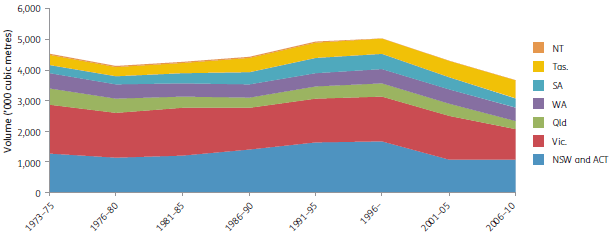 6,000
5,000
4,000
3,000
2,000
1,000
0
Volume ('000 cubic metres)
1973–75
1976–80
1981–85
1986–90
1991–95
1996–
2001–05
2006–10
NT
Tas.
SA
WA
Qld
Vic.
NSW and ACT